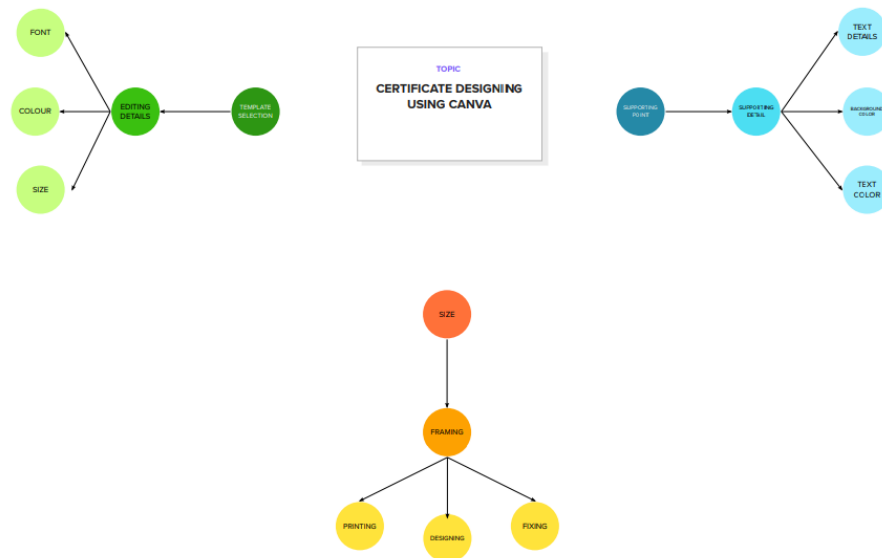 FONT
COLOUR
SIZE
EDITING
DETAILS
TEMPLATE
SELECTION
TOPIC
CERTIFICATE DESIGNING
USING CANVA
SUPPORTING
POINT
SUPPORTING
DETAIL
TEXT
DETAILS
BACKGROUND
COLOR
TEXT
COLOR
SIZE
FRAMING
PRINTING
DESIGNING
FIXING